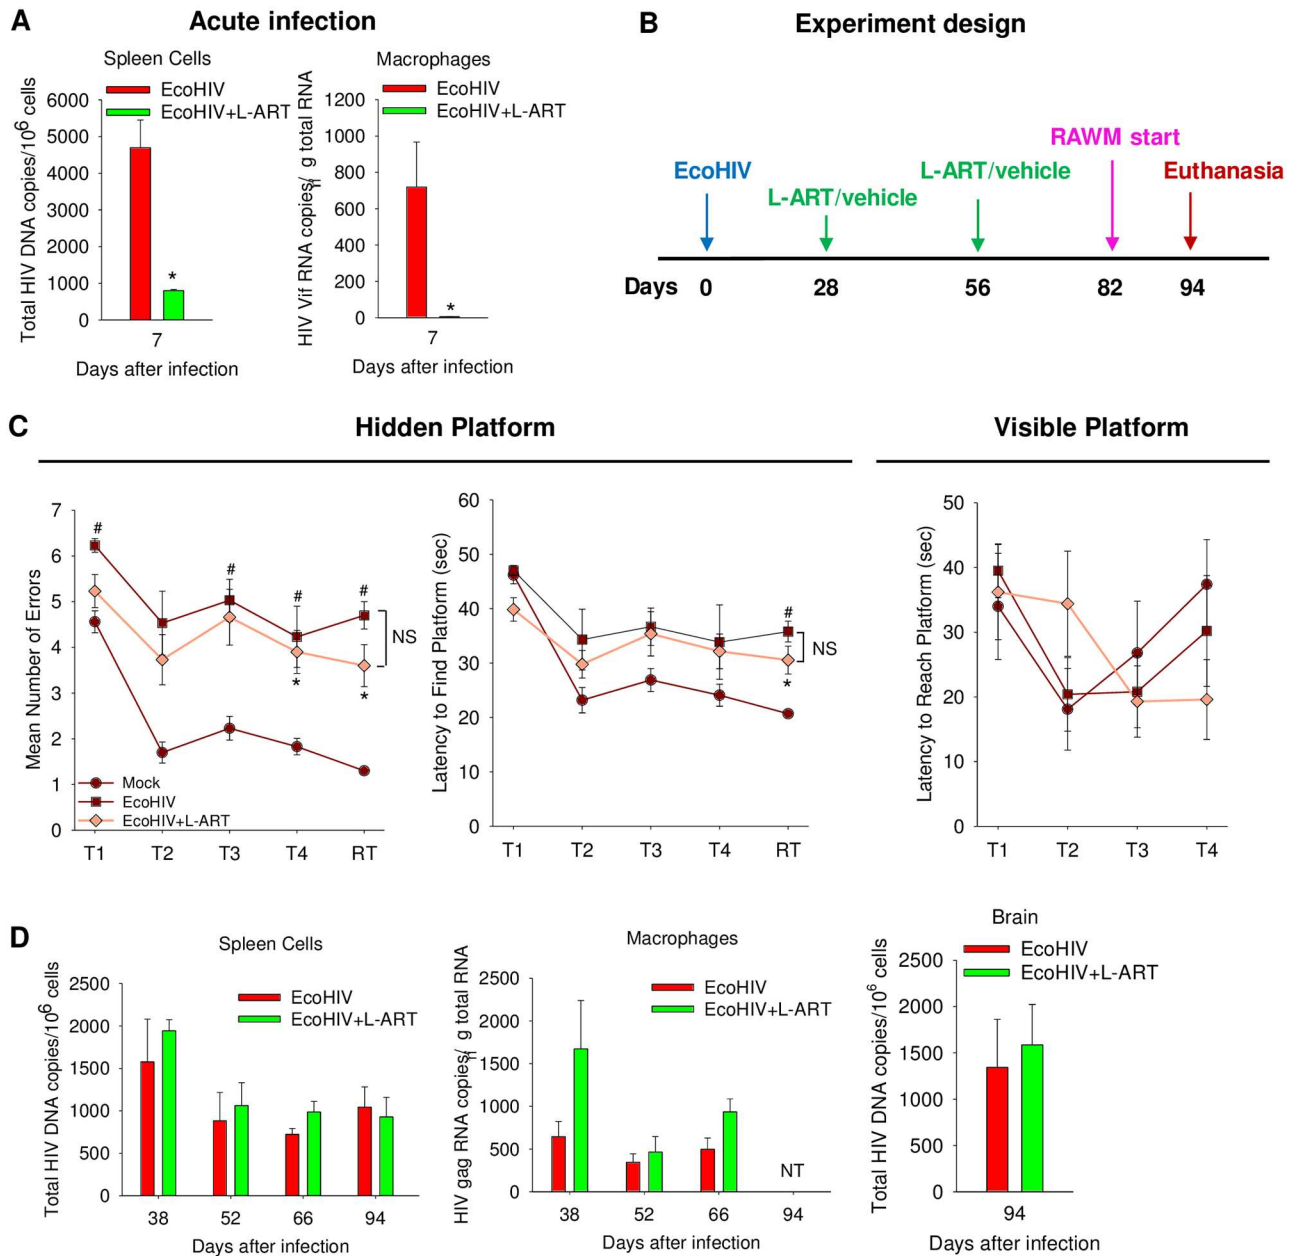 A
Acute infection
Spleen Cells
EcoHIV
EcoHIV+L-ART
Total HIV DNA copies/10^6 cells
6000
5000
4000
3000
2000
1000
0
*
7
Days after infection
Macrophages
EcoHIV
EcoHIV+L-ART
HIV Vif RNA copies/ g total RNA
1200
1000
800
600
400
200
0
*
7
Days after infection
B
Experiment design
EcoHIV
L-ART/vehicle
L-ART/vehicle
RAWM start
Euthanasia
Days 0 28 56 82 94
C
Hidden Platform
Visible Platform
Mean Number of Errors
7
6
5
4
3
2
1
0
#
#
#
#
NS
*
*
Mock
EcoHIV
EcoHIV+L-ART
T1 T2 T3 T4 RT
Latency to Find Platform (sec)
60
50
40
30
20
10
0
#
NS
*
T1 T2 T3 T4 RT
Latency to Reach Platform (sec)
50
40
30
20
10
0
T1 T2 T3 T4
D
Spleen Cells
EcoHIV
EcoHIV+L-ART
Total HIV DNA copies/10^6 cells
2500
2000
1500
1000
500
0
38 52 66 94
Days after infection
Macrophages
EcoHIV
EcoHIV+L-ART
HIV gag RNA copies/ g total RNA
2500
2000
1500
1000
500
0
NT
38 52 66 94
Days after infection
Brain
EcoHIV
EcoHIV+L-ART
Total HIV DNA copies/10^6 cells
2500
2000
1500
1000
500
0
94
Days after infection